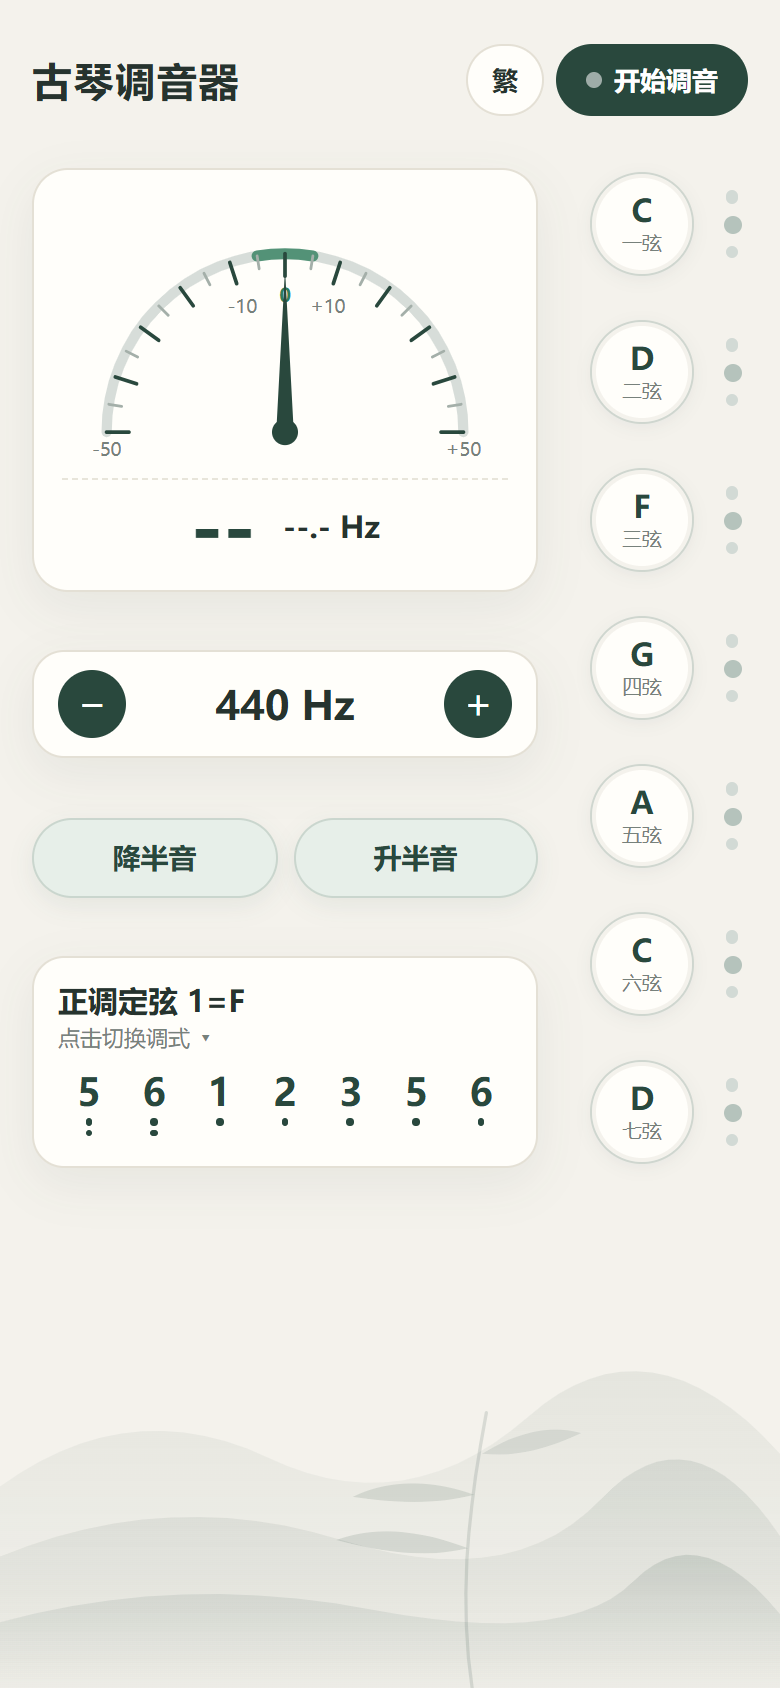 古琴调音器
繁
开始调音
-10 0 +10
-50 +50
-- --.- Hz
− 440 Hz +
降半音 升半音
正调定弦 1=F
点击切换调式 ▾
5 6 1 2 3 5 6
C
一弦
D
二弦
F
三弦
G
四弦
A
五弦
C
六弦
D
七弦